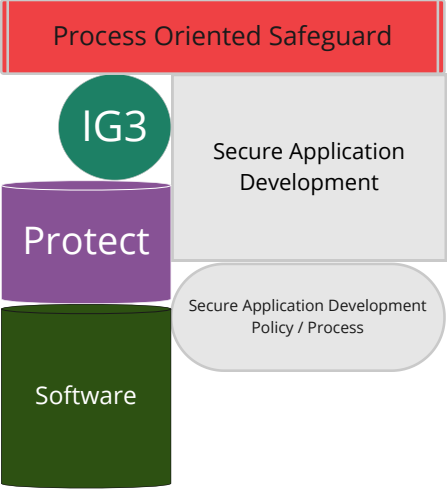 Process Oriented Safeguard
IG3
Secure Application
Development
Protect
Secure Application Development
Policy / Process
Software